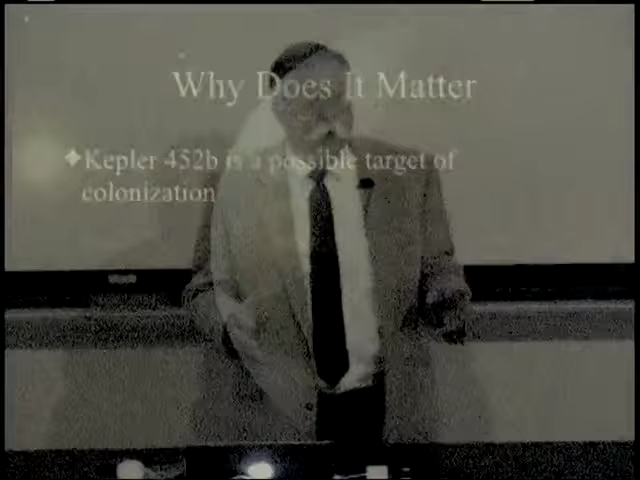 Why Does It Matter
❖Kepler 452b is a possible target of
colonization